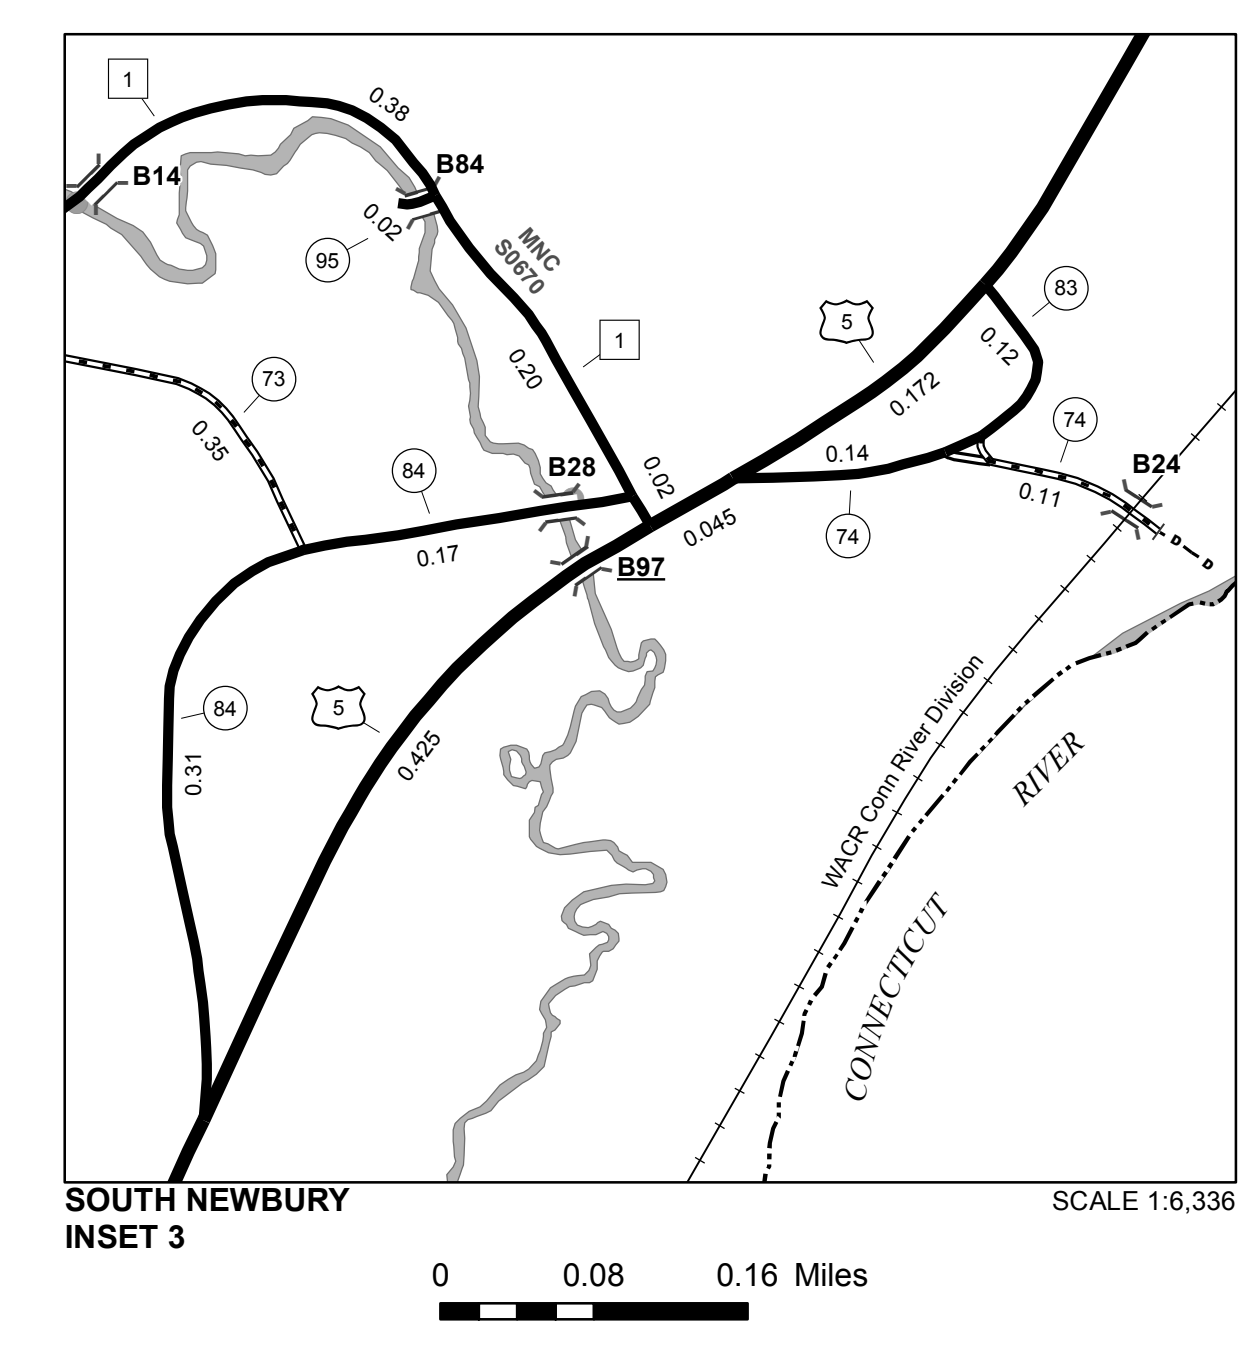 1
0.38
B14
B84
0.02
95
MNC
S0670
83
5
1
0.12
0.20
73
0.172
0.35
74
0.14
84
B28
0.02
B24
0.11
0.045
74
0.17
B97
D
D
84
5
0.425
0.31
WACR Conn River Division
RIVER
CONNECTICUT
SOUTH NEWBURY
INSET 3
SCALE 1:6,336
0 0.08 0.16 Miles